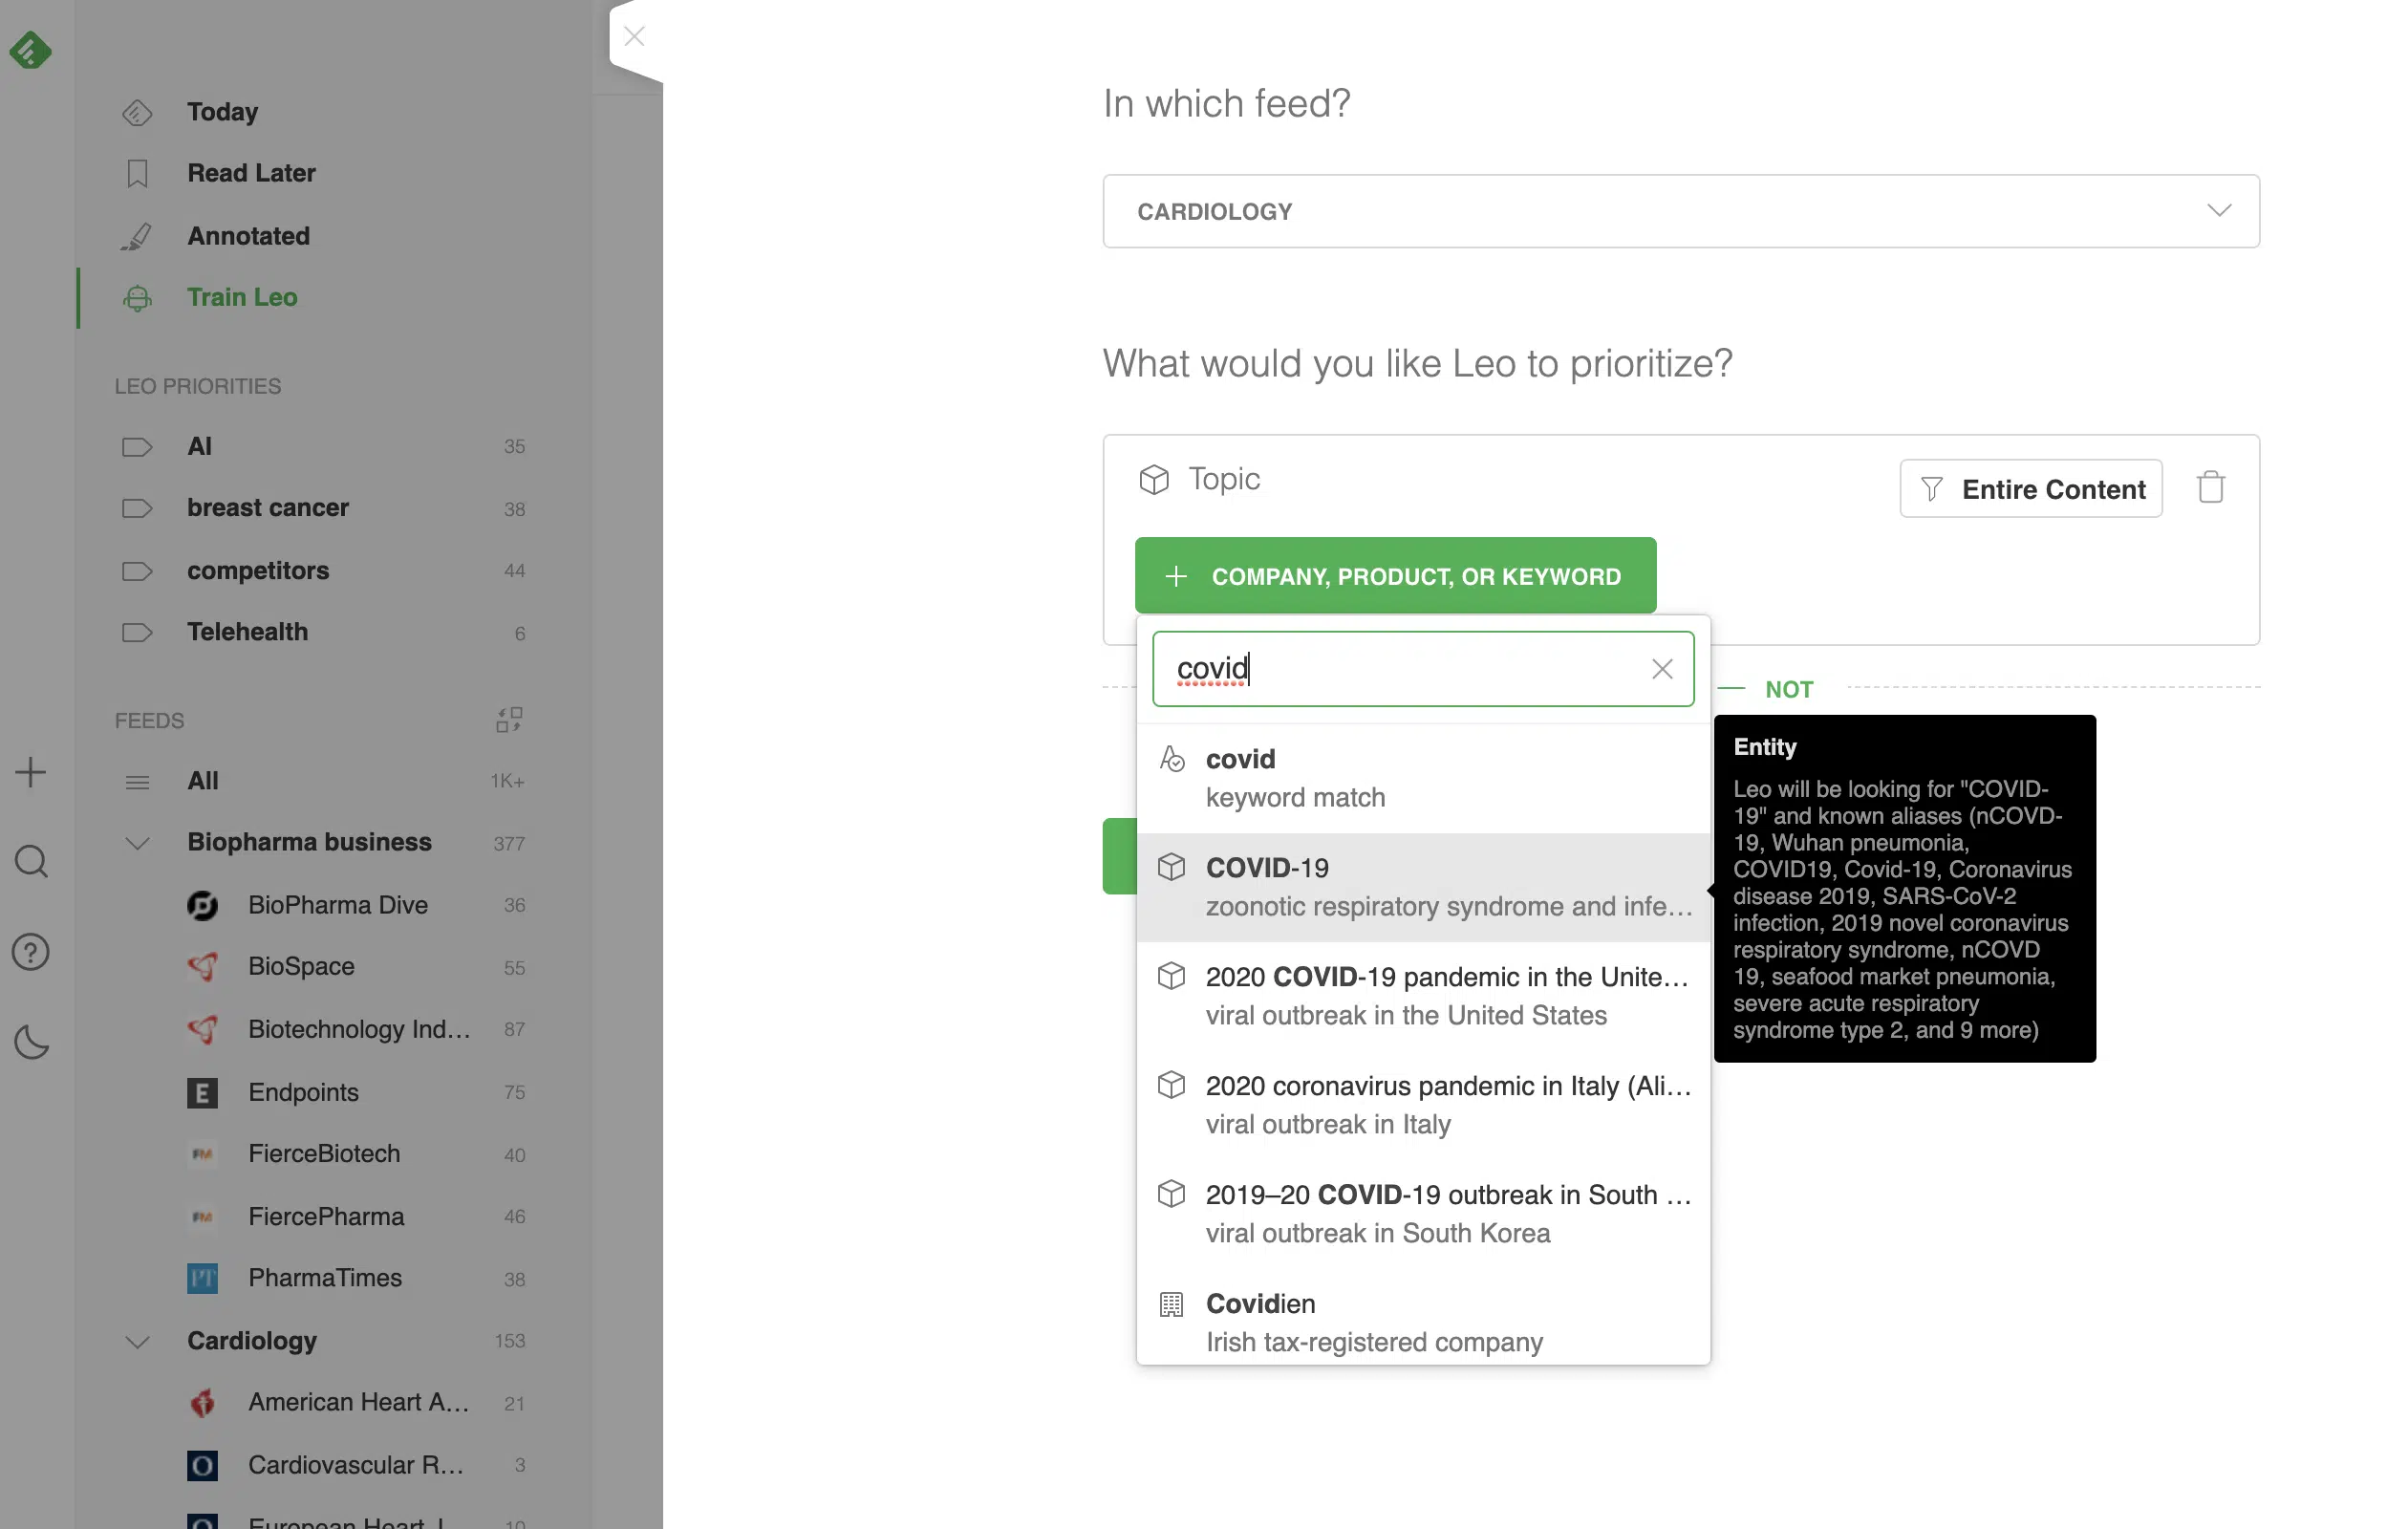 Today
Read Later
Annotated
Train Leo
LEO PRIORITIES
AI 35
breast cancer 38
competitors 44
Telehealth 6
FEEDS
All 1K+
Biopharma business 377
BioPharma Dive 36
BioSpace 55
Biotechnology Ind... 87
E Endpoints 75
FM FierceBiotech 40
FM FiercePharma 46
PT PharmaTimes 38
Cardiology 153
American Heart A... 21
O Cardiovascular R... 3
In which feed?
CARDIOLOGY
What would you like Leo to prioritize?
Topic
Entire Content
+ COMPANY, PRODUCT, OR KEYWORD
covid
NOT
covid
keyword match
COVID-19
zoonotic respiratory syndrome and infe...
2020 COVID-19 pandemic in the Unite...
viral outbreak in the United States
2020 coronavirus pandemic in Italy (Ali...
viral outbreak in Italy
2019–20 COVID-19 outbreak in South ...
viral outbreak in South Korea
Covidien
Irish tax-registered company
Entity
Leo will be looking for "COVID-
19" and known aliases (nCOVD-
19, Wuhan pneumonia,
COVID19, Covid-19, Coronavirus
disease 2019, SARS-CoV-2
infection, 2019 novel coronavirus
respiratory syndrome, nCOVD
19, seafood market pneumonia,
severe acute respiratory
syndrome type 2, and 9 more)